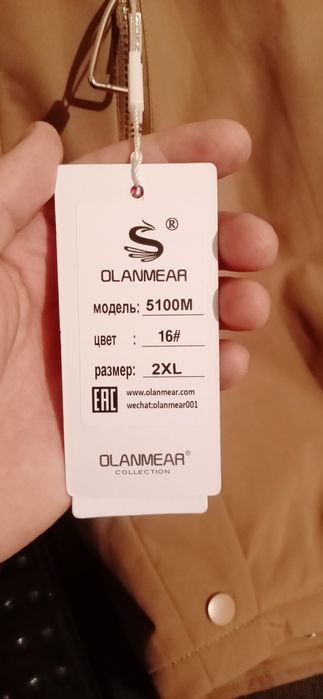 ®
OLANMEAR
модель: 5100M
цвет : 16#
размер: 2XL
EAC www.olanmear.com
wechat:olanmear001
OLANMEAR®
COLLECTION